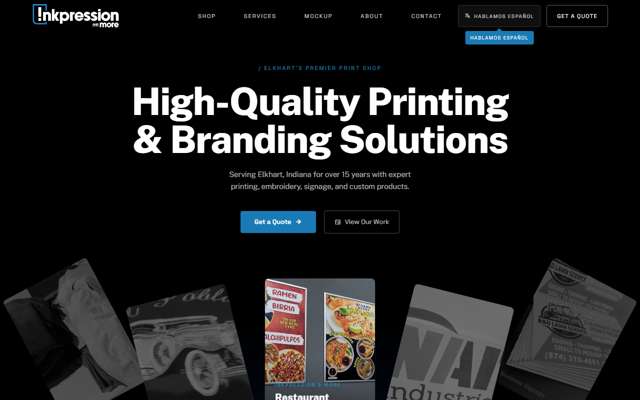 Inkpression
and more
SHOP
SERVICES
MOCKUP
ABOUT
CONTACT
HABLAMOS ESPAÑOL
GET A QUOTE
HABLAMOS ESPAÑOL
/ ELKHART'S PREMIER PRINT SHOP
High-Quality Printing
& Branding Solutions
Serving Elkhart, Indiana for over 15 years with expert
printing, embroidery, signage, and custom products.
Get a Quote →
View Our Work
RAMEN
BIRRIA
INKPRESSION & MORE
Restaurant